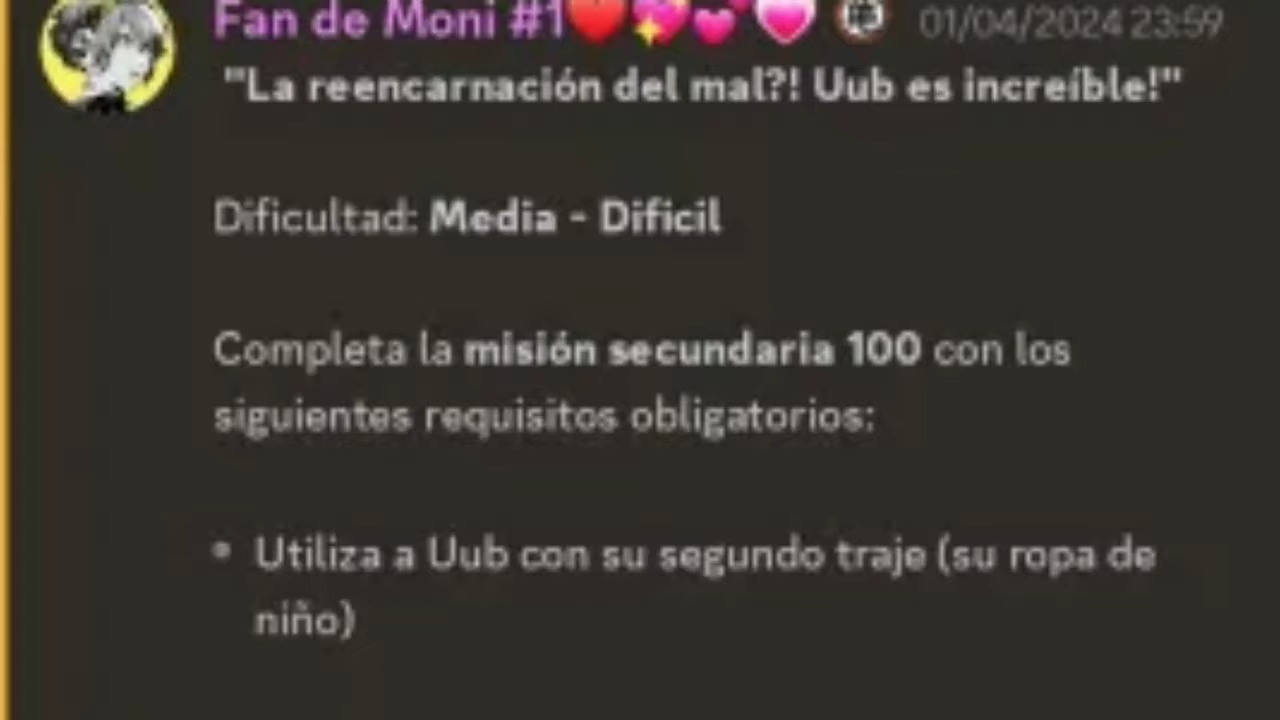 Fan de Moni #1❤️💖💕💗 01/04/2024 23:59
"La reencarnación del mal?! Uub es increíble!"
Dificultad: Media - Dificil
Completa la misión secundaria 100 con los
siguientes requisitos obligatorios:
• Utiliza a Uub con su segundo traje (su ropa de
niño)